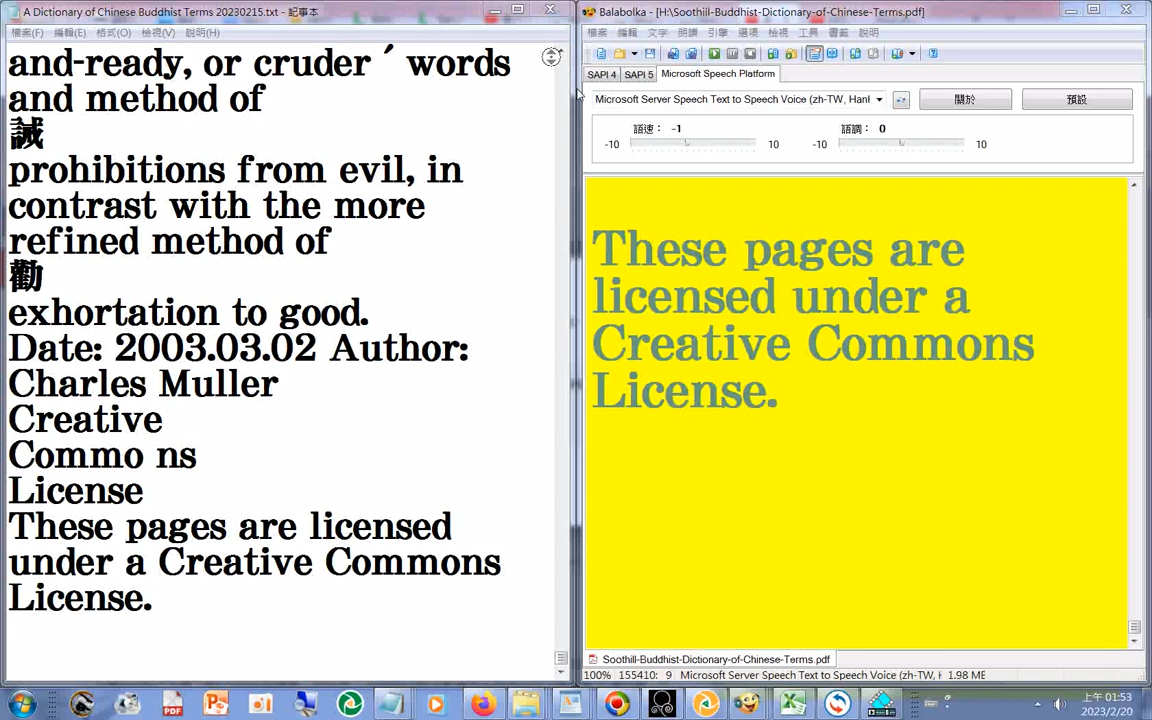 A Dictionary of Chinese Buddhist Terms 20230215.txt - 記事本
檔案(F) 編輯(E) 格式(O) 檢視(V) 說明(H)
and-ready, or cruder ´ words
and method of
誡
prohibitions from evil, in
contrast with the more
refined method of
勸
exhortation to good.
Date: 2003.03.02 Author:
Charles Muller
Creative
Commo ns
License
These pages are licensed
under a Creative Commons
License.
Balabolka - [H:\Soothill-Buddhist-Dictionary-of-Chinese-Terms.pdf]
檔案 編輯 文字 朗讀 引擎 選項 檢視 工具 書籤 說明
SAPI 4 SAPI 5 Microsoft Speech Platform
Microsoft Server Speech Text to Speech Voice (zh-TW, Hanl 關於 預設
語速： -1 語調： 0
-10 10 -10 10
These pages are
licensed under a
Creative Commons
License.
Soothill-Buddhist-Dictionary-of-Chinese-Terms.pdf
100% 155410: 9 Microsoft Server Speech Text to Speech Voice (zh-TW, H 1.98 MB
上午 01:53
2023/2/20